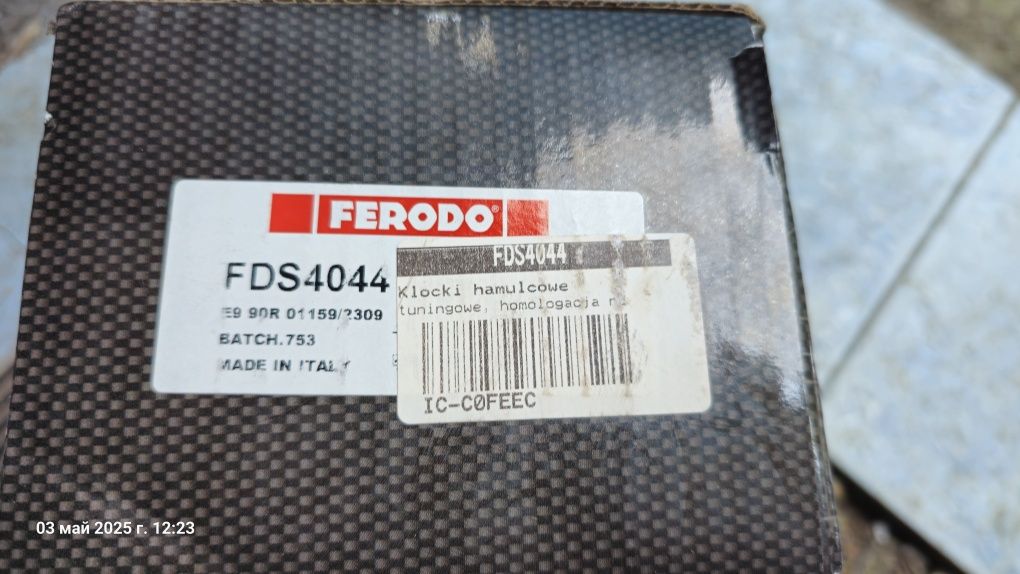 FERODO®
FDS4044
E9 90R 01159/2309
BATCH.753
MADE IN ITALY
FDS4044
Klocki hamulcowe
tuningowe, homologacja
IC-C0FEEC
03 май 2025 г. 12:23